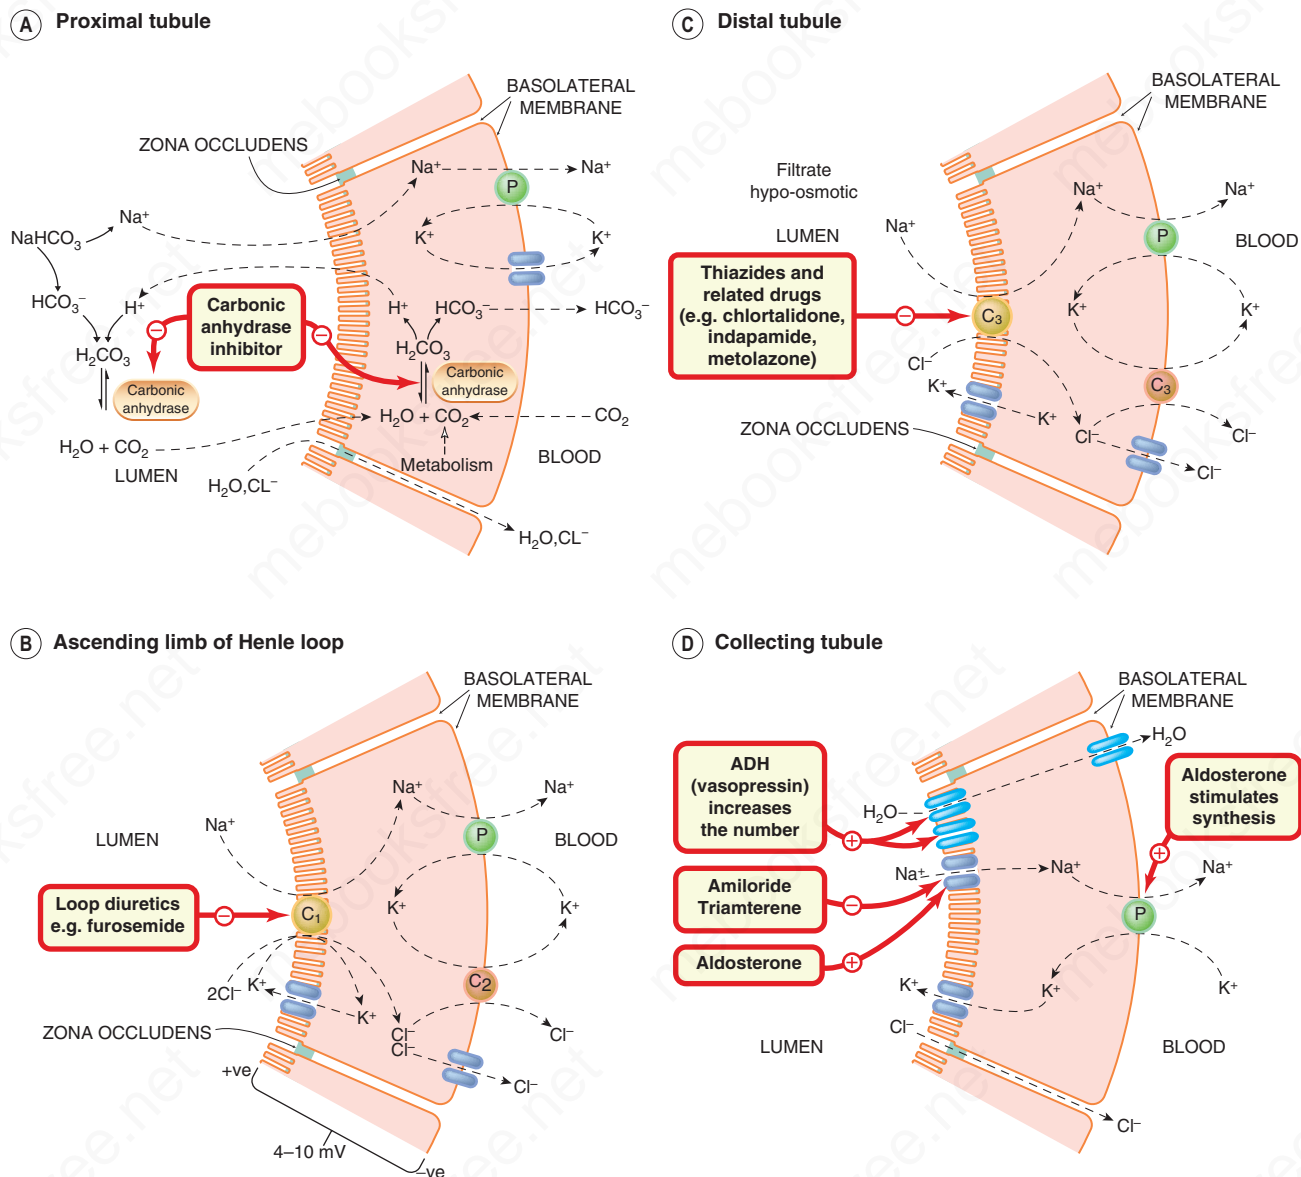 A Proximal tubule
BASOLATERAL
MEMBRANE
ZONA OCCLUDENS
Na⁺
Na⁺
P
Na⁺
NaHCO₃
K⁺
K⁺
HCO₃⁻
H⁺
Carbonic
anhydrase
inhibitor
−
−
H⁺
HCO₃⁻
HCO₃⁻
H₂CO₃
H₂CO₃
Carbonic
anhydrase
Carbonic
anhydrase
H₂O + CO₂
CO₂
H₂O + CO₂
Metabolism
BLOOD
LUMEN
H₂O,CL⁻
H₂O,CL⁻
B Ascending limb of Henle loop
BASOLATERAL
MEMBRANE
Na⁺
Na⁺
Na⁺
P
LUMEN
BLOOD
Loop diuretics
e.g. furosemide
−
C₁
K⁺
K⁺
C2
2Cl⁻
K⁺
K⁺
Cl⁻
Cl⁻
Cl⁻
ZONA OCCLUDENS
Cl⁻
+ve
4–10 mV
–ve
C Distal tubule
BASOLATERAL
MEMBRANE
Filtrate
hypo-osmotic
Na⁺
Na⁺
Na⁺
LUMEN
P
BLOOD
Thiazides and
related drugs
(e.g. chlortalidone,
indapamide,
metolazone)
−
C₃
K⁺
K⁺
Cl⁻
C₃
K⁺
K⁺
ZONA OCCLUDENS
Cl⁻
Cl⁻
Cl⁻
D Collecting tubule
BASOLATERAL
MEMBRANE
H₂O
ADH
(vasopressin)
increases
the number
+
H₂O
Aldosterone
stimulates
synthesis
+
Amiloride
Triamterene
−
Na⁺
Na⁺
Na⁺
P
Aldosterone
+
K⁺
K⁺
K⁺
Cl⁻
LUMEN
BLOOD
Cl⁻
mebooksfree.net